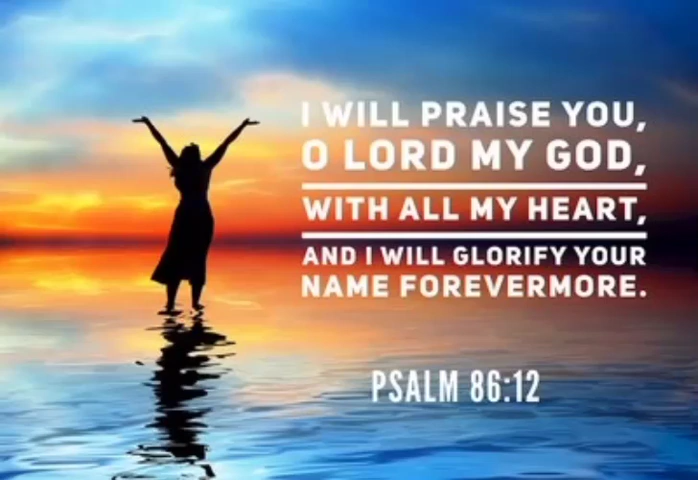 I WILL PRAISE YOU,
O LORD MY GOD,
WITH ALL MY HEART,
AND I WILL GLORIFY YOUR
NAME FOREVERMORE.
PSALM 86:12